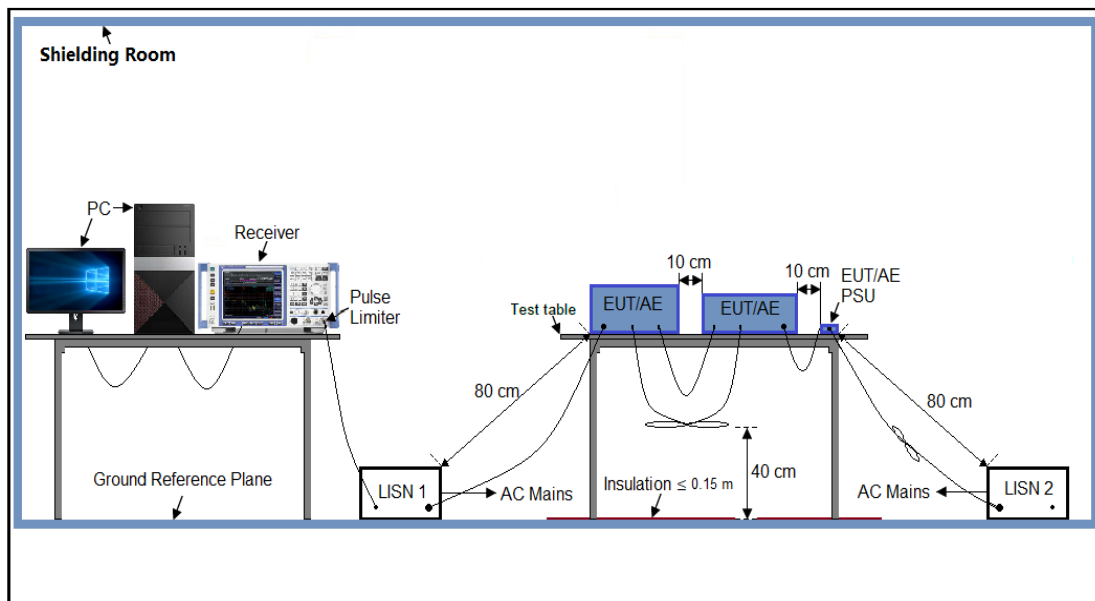 Shielding Room
PC
Receiver
Pulse
Limiter
Test table
EUT/AE
10 cm
EUT/AE
10 cm
EUT/AE
PSU
80 cm
80 cm
40 cm
Ground Reference Plane
LISN 1
AC Mains
Insulation ≤ 0.15 m
AC Mains
LISN 2